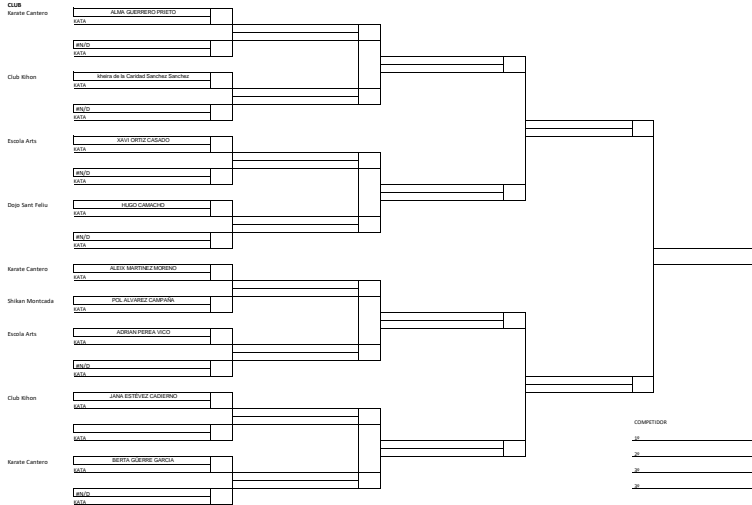 CLUB
Karate Cantero ALMA GUERRERO PRIETO
KATA
#N/D
KATA
Club Kihon kheira de la Caridad Sanchez Sanchez
KATA
#N/D
KATA
Escola Arts XAVI ORTIZ CASADO
KATA
#N/D
KATA
Dojo Sant Feliu HUGO CAMACHO
KATA
#N/D
KATA
Karate Cantero ALEIX MARTINEZ MORENO
KATA
Shikan Montcada POL ALVAREZ CAMPAÑA
KATA
Escola Arts ADRIAN PEREA VICO
KATA
#N/D
KATA
Club Kihon JANA ESTÉVEZ CADIERNO
KATA
KATA
Karate Cantero BERTA GÜERRE GARCIA
KATA
#N/D
KATA
COMPETIDOR
1º
2º
3º
3º